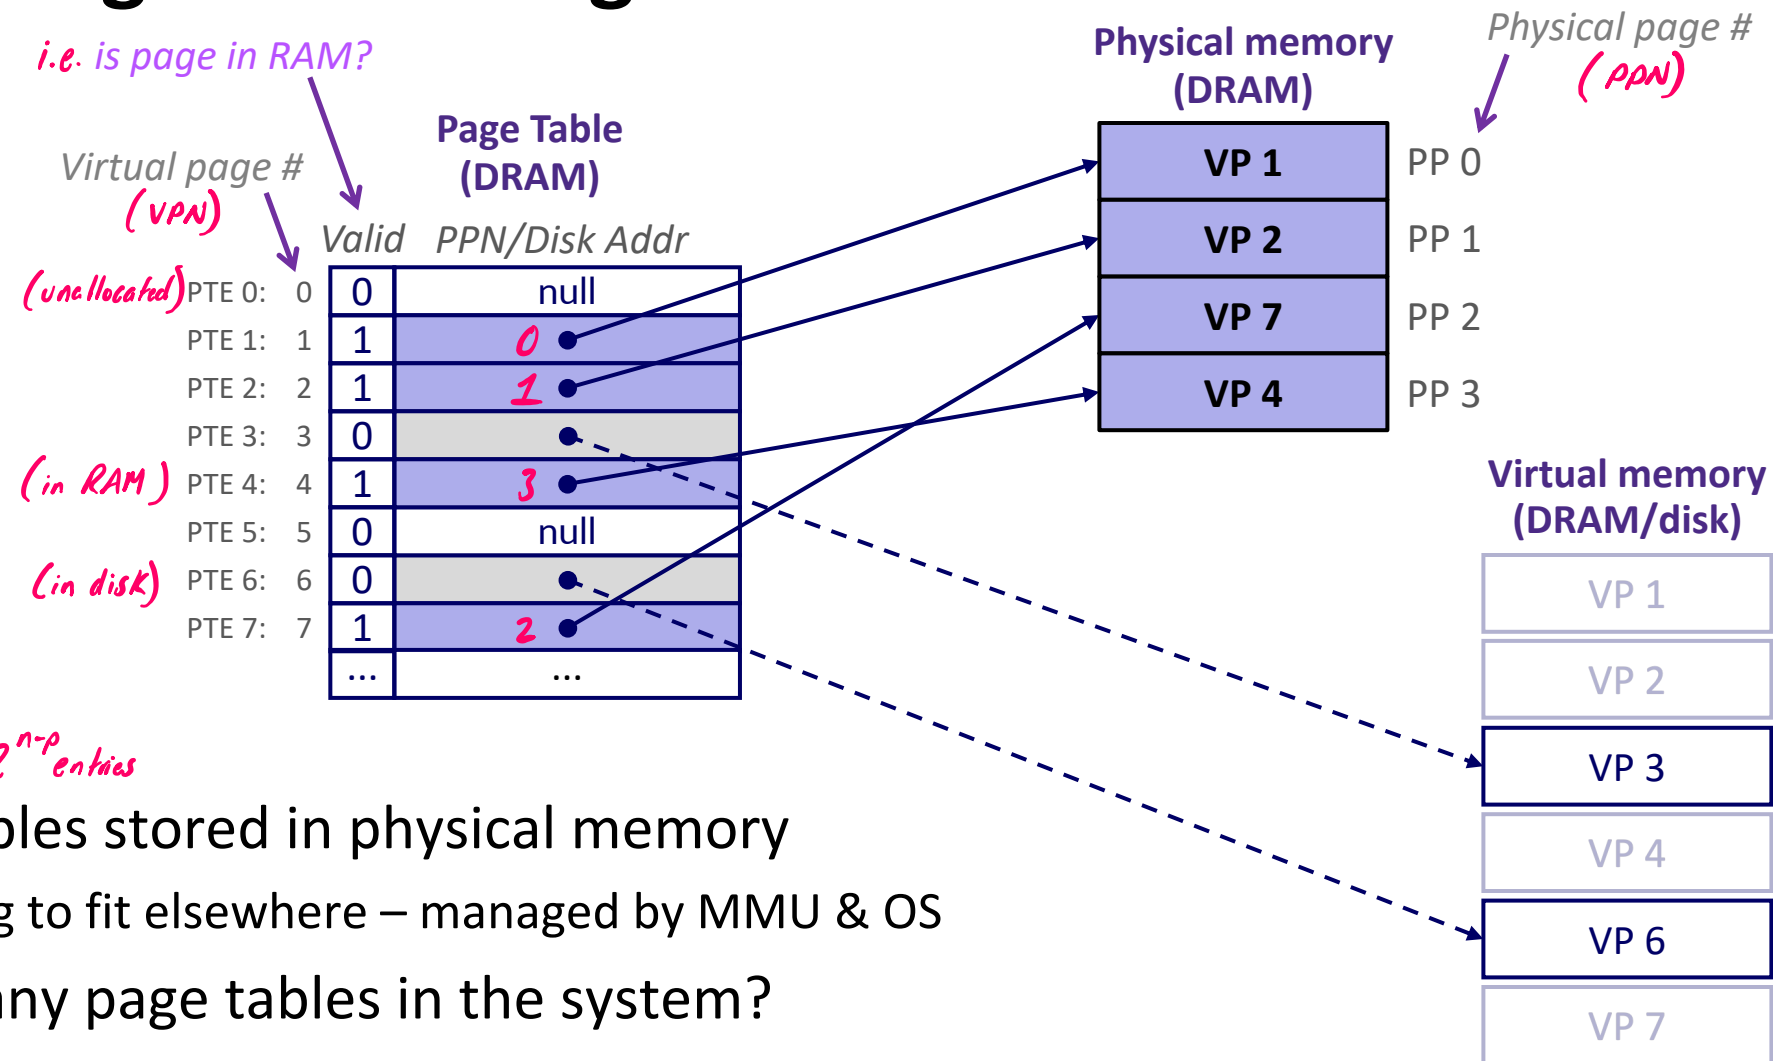 i.e. is page in RAM?
Physical memory
(DRAM)
Physical page #
(PPN)
Page Table
(DRAM)
Virtual page #
(VPN)
Valid PPN/Disk Addr
VP 1 PP 0
VP 2 PP 1
VP 7 PP 2
VP 4 PP 3
(unallocated) PTE 0: 0 0 null
PTE 1: 1 1 0
PTE 2: 2 1 1
PTE 3: 3 0
(in RAM) PTE 4: 4 1 3
PTE 5: 5 0 null
(in disk) PTE 6: 6 0
PTE 7: 7 1 2
... ...
Virtual memory
(DRAM/disk)
VP 1
VP 2
VP 3
VP 4
VP 6
VP 7
2^n-p entries
bles stored in physical memory
g to fit elsewhere – managed by MMU & OS
any page tables in the system?